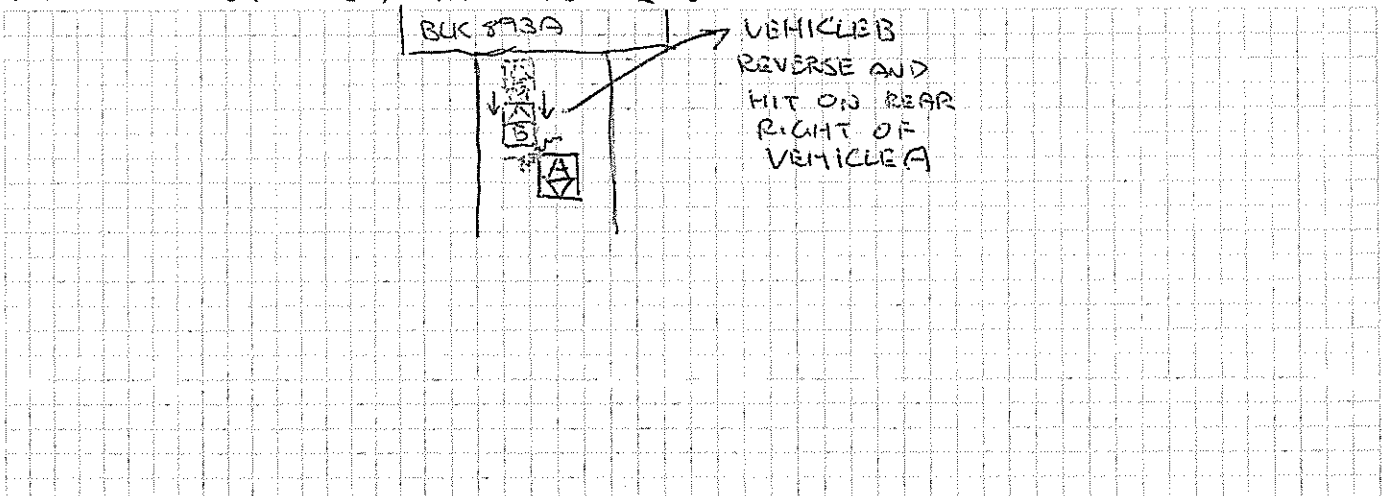 BLK 893A
VEHICLE B
REVERSE AND
HIT ON REAR
RIGHT OF
VEHICLE A
B
A